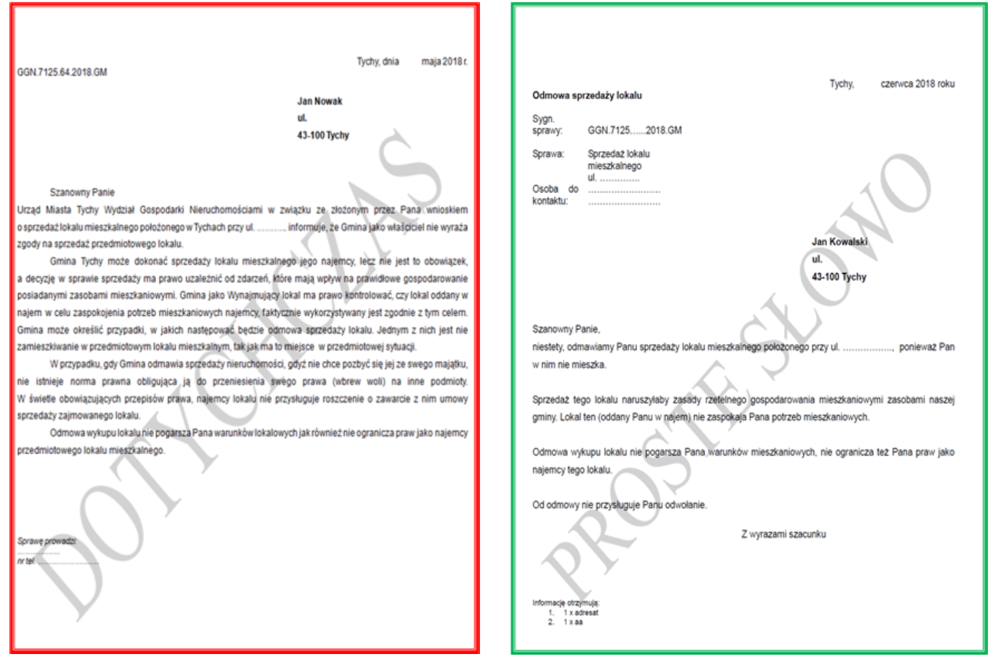 Tychy, dnia maja 2018 r.
GGN.7125.64.2018.GM
Jan Nowak
ul.
43-100 Tychy
Szanowny Panie
Urząd Miasta Tychy Wydział Gospodarki Nieruchomościami w związku ze złożonym przez Pana wnioskiem
o sprzedaż lokalu mieszkalnego położonego w Tychach przy ul. ............ informuje, że Gmina jako właściciel nie wyraża
zgody na sprzedaż przedmiotowego lokalu.
Gmina Tychy może dokonać sprzedaży lokalu mieszkalnego jego najemcy, lecz nie jest to obowiązek,
a decyzję w sprawie sprzedaży ma prawo uzależnić od zdarzeń, które mają wpływ na prawidłowe gospodarowanie
posiadanymi zasobami mieszkaniowymi. Gmina jako Wynajmujący lokal ma prawo kontrolować, czy lokal oddany w
najem w celu zaspokojenia potrzeb mieszkaniowych najemcy, faktycznie wykorzystywany jest zgodnie z tym celem.
Gmina może określić przypadki, w jakich następować będzie odmowa sprzedaży lokalu. Jednym z nich jest nie
zamieszkiwanie w przedmiotowym lokalu mieszkalnym, tak jak ma to miejsce w przedmiotowej sytuacji.
W przypadku, gdy Gmina odmawia sprzedaży nieruchomości, gdyż nie chce pozbyć się jej ze swego majątku,
nie istnieje norma prawna obligująca ją do przeniesienia swego prawa (wbrew woli) na inne podmioty.
W świetle obowiązujących przepisów prawa, najemcy lokalu nie przysługuje roszczenie o zawarcie z nim umowy
sprzedaży zajmowanego lokalu.
Odmowa wykupu lokalu nie pogarsza Pana warunków lokalowych jak również nie ogranicza praw jako najemcy
przedmiotowego lokalu mieszkalnego.
Sprawę prowadzi:
....................
nr tel ............................
DOTYCHCZAS
Tychy, czerwca 2018 roku
Odmowa sprzedaży lokalu
Sygn.
sprawy: GGN.7125.......2018.GM
Sprawa: Sprzedaż lokalu
mieszkalnego
ul. ...............
Osoba do ...........................
kontaktu: ...........................
Jan Kowalski
ul.
43-100 Tychy
Szanowny Panie,
niestety, odmawiamy Panu sprzedaży lokalu mieszkalnego położonego przy ul. ..................., ponieważ Pan
w nim nie mieszka.
Sprzedaż tego lokalu naruszyłaby zasady rzetelnego gospodarowania mieszkaniowymi zasobami naszej
gminy. Lokal ten (oddany Panu w najem) nie zaspokaja Pana potrzeb mieszkaniowych.
Odmowa wykupu lokalu nie pogarsza Pana warunków mieszkaniowych, nie ogranicza też Pana praw jako
najemcy tego lokalu.
Od odmowy nie przysługuje Panu odwołanie.
Z wyrazami szacunku
Informację otrzymują:
1. 1 x adresat
2. 1 x aa
PROSTE SŁOWO